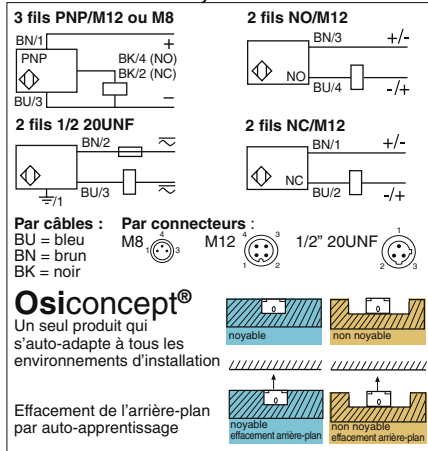 3 fils PNP/M12 ou M8
BN/1
+
PNP
BK/4 (NO)
BK/2 (NC)
BU/3
–
2 fils NO/M12
BN/3
+/-
NO
BU/4
-/+
2 fils 1/2 20UNF
BN/2
BU/3
/1
2 fils NC/M12
BN/1
+/-
NC
BU/2
-/+
Par câbles :
BU = bleu
BN = brun
BK = noir
Par connecteurs :
M8
1
4
3
M12
4
3
1
2
1/2” 20UNF
1
2
3
Osiconcept®
Un seul produit qui
s’auto-adapte à tous les
environnements d’installation
noyable
non noyable
Effacement de l’arrière-plan
par auto-apprentissage
noyable
effacement arrière-plan
non noyable
effacement arrière-plan